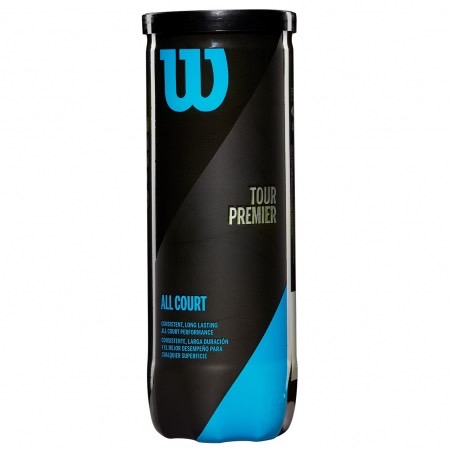 W
TOUR
PREMIER
ALL COURT
CONSISTENT, LONG LASTING
ALL COURT PERFORMANCE
CONSISTENTE, LARGA DURACIÓN
Y EL MEJOR DESEMPEÑO PARA
CUALQUIER SUPERFICIE